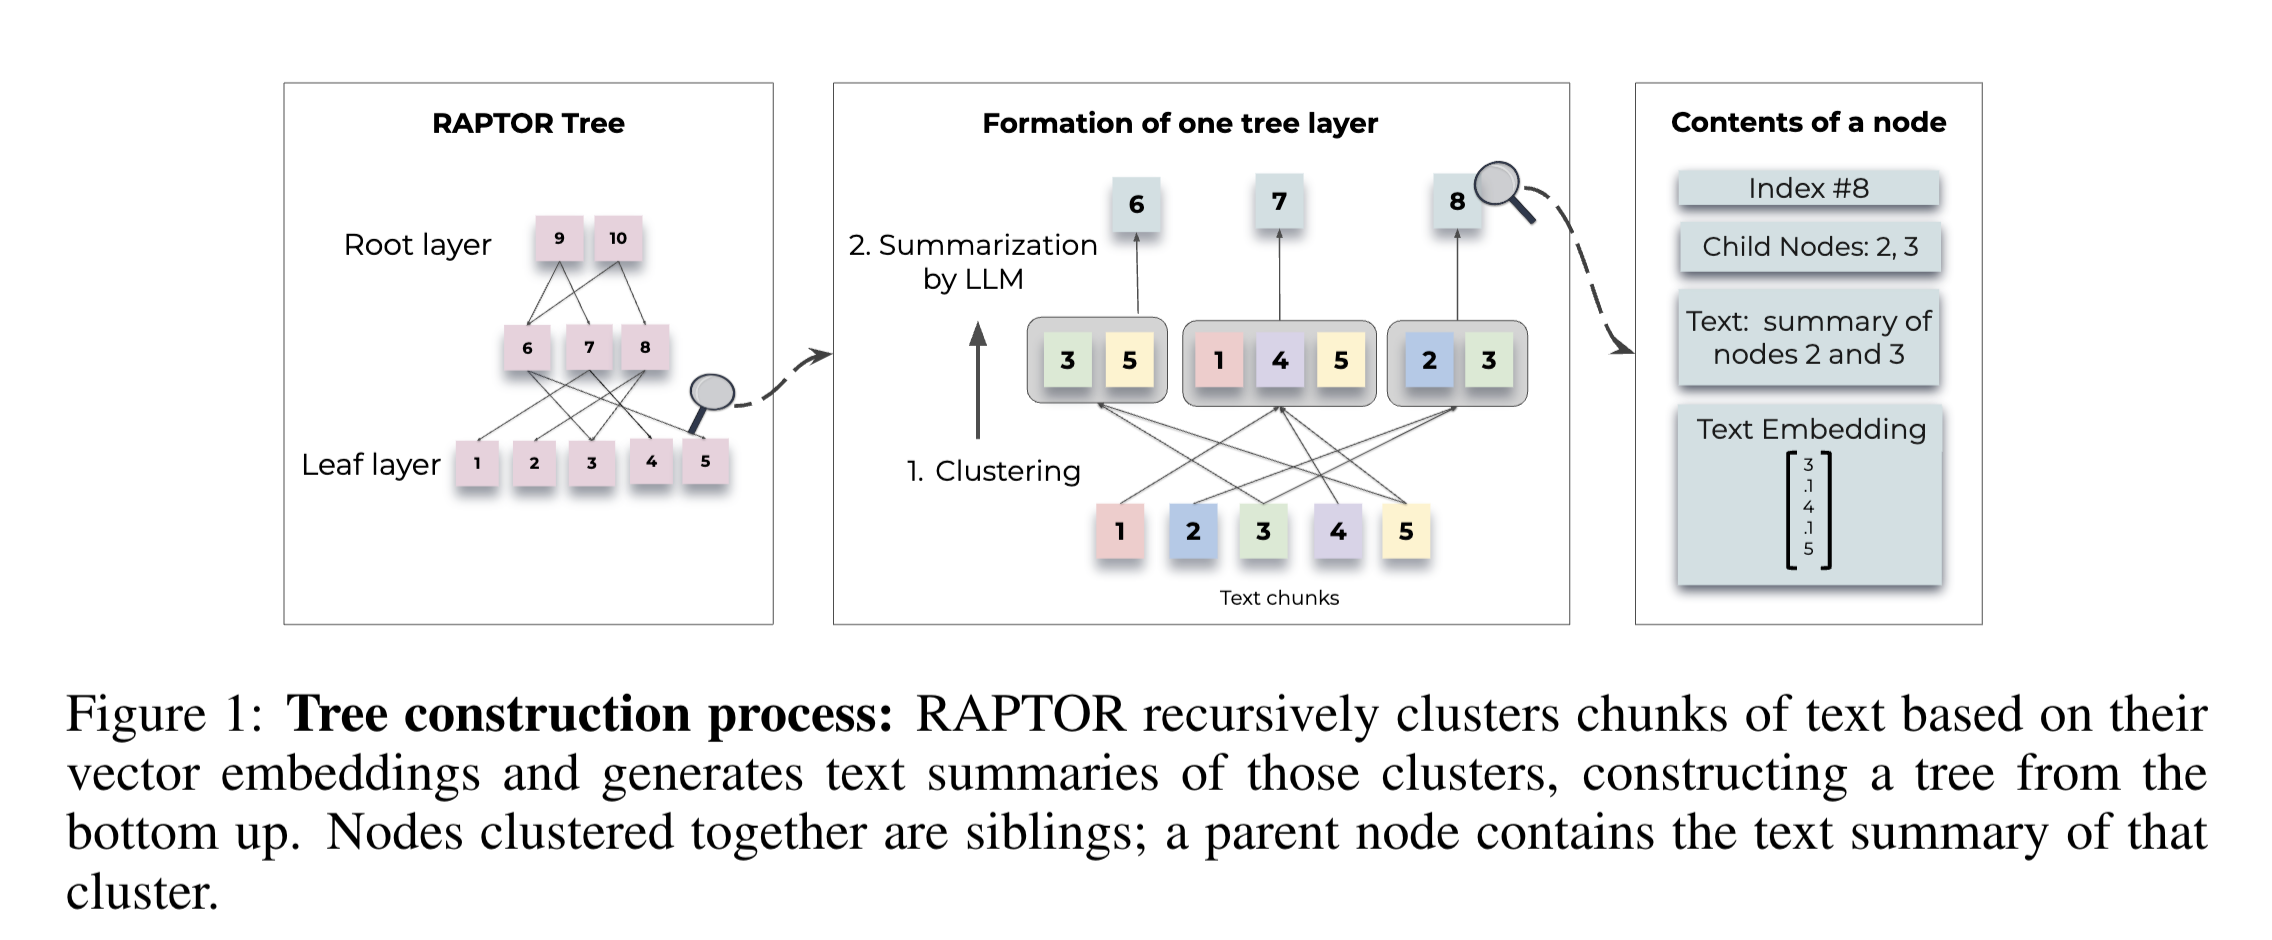 RAPTOR Tree
Root layer
9 10
6 7 8
Leaf layer
1 2 3 4 5
Formation of one tree layer
6 7 8
2. Summarization
by LLM
3 5 1 4 5 2 3
1. Clustering
1 2 3 4 5
Text chunks
Contents of a node
Index #8
Child Nodes: 2, 3
Text: summary of
nodes 2 and 3
Text Embedding
3
.1
4
.1
5
Figure 1: Tree construction process: RAPTOR recursively clusters chunks of text based on their
vector embeddings and generates text summaries of those clusters, constructing a tree from the
bottom up. Nodes clustered together are siblings; a parent node contains the text summary of that
cluster.